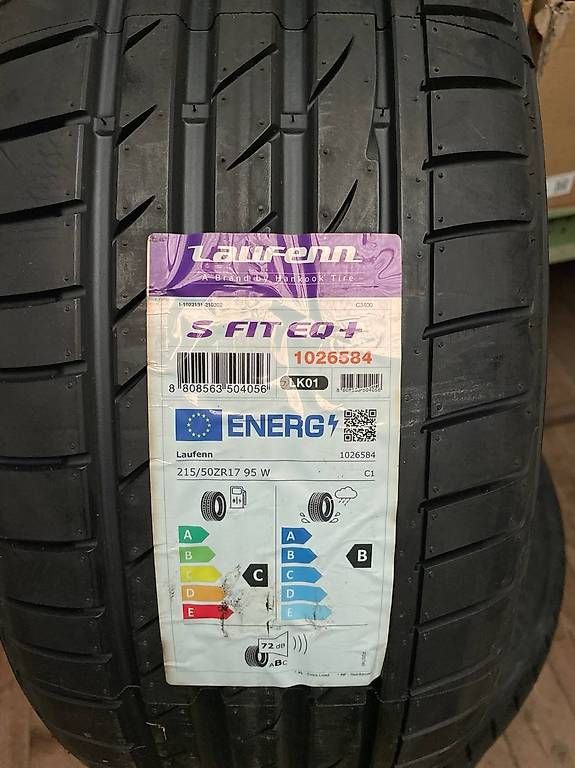 Laufenn
A Brand by Hankook Tire
S FIT EQ+
1026584
8 808563 504056
LK01
ENERG
Laufenn 1026584
215/50ZR17 95 W C1
A
B
C
D
E
C
A
B
C
D
E
B
72 dB
ABC